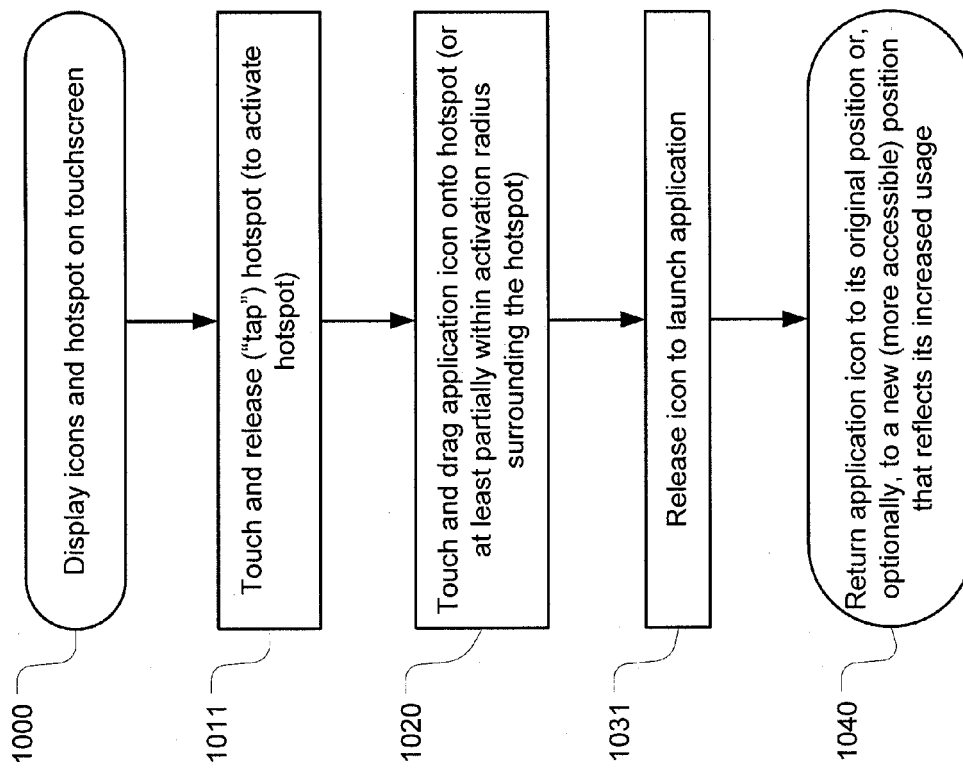 1000
Display icons and hotspot on touchscreen
1011
Touch and release (“tap”) hotspot (to activate
hotspot)
1020
Touch and drag application icon onto hotspot (or
at least partially within activation radius
surrounding the hotspot)
1031
Release icon to launch application
1040
Return application icon to its original position or,
optionally, to a new (more accessible) position
that reflects its increased usage